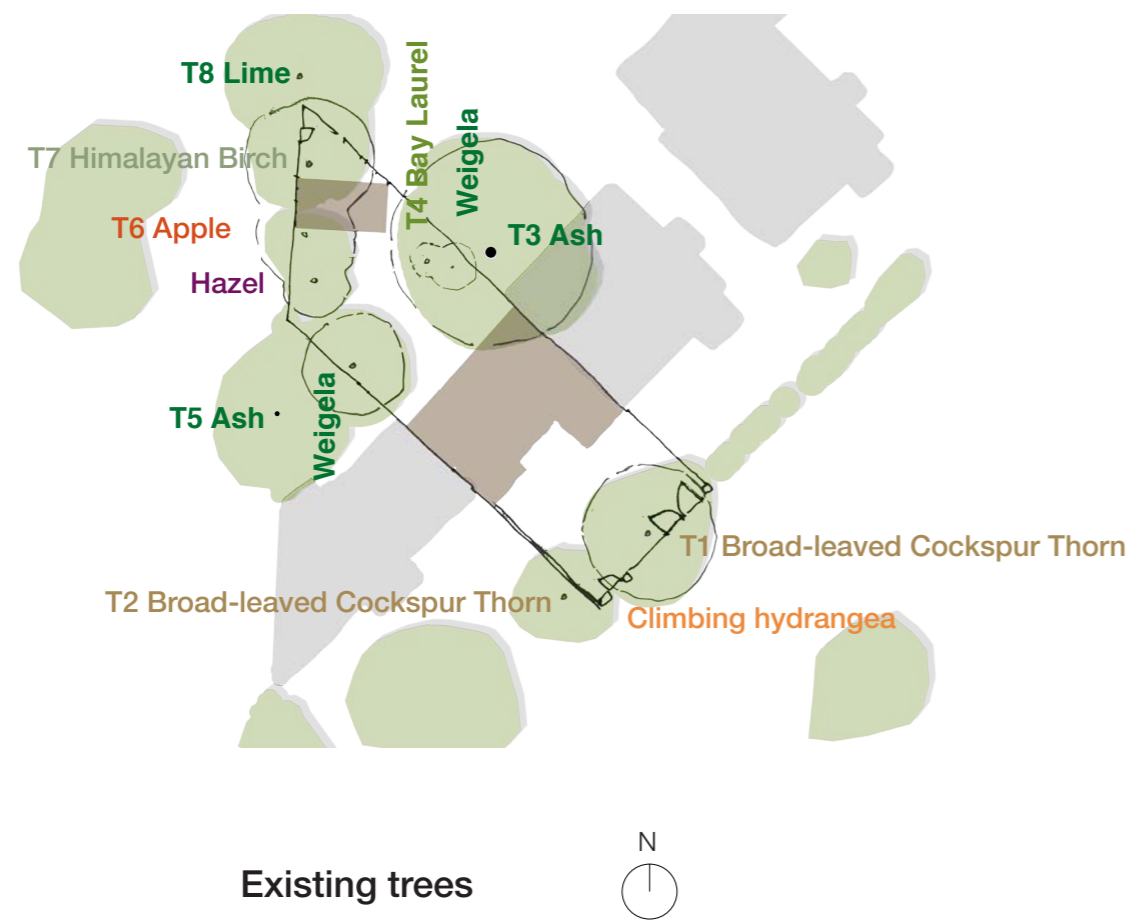 T8 Lime
T4 Bay Laurel
Weigela
T7 Himalayan Birch
T6 Apple
T3 Ash
Hazel
T5 Ash
Weigela
T1 Broad-leaved Cockspur Thorn
T2 Broad-leaved Cockspur Thorn
Climbing hydrangea
N
Existing trees